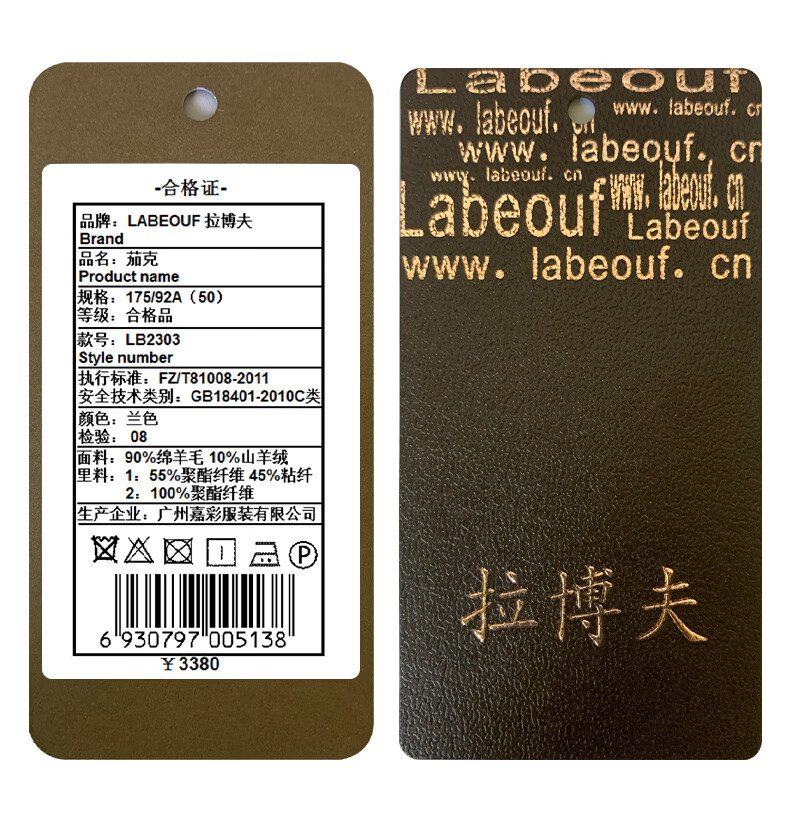 -合格证-
品牌：LABEOUF 拉博夫
Brand
品名：茄克
Product name
规格：175/92A（50）
等级：合格品
款号：LB2303
Style number
执行标准：FZ/T81008-2011
安全技术类别：GB18401-2010C类
颜色：兰色
检验： 08
面料：90%绵羊毛 10%山羊绒
里料：1：55%聚酯纤维 45%粘纤
2：100%聚酯纤维
生产企业：广州嘉彩服装有限公司
P
6 930797 005138
￥3380
Labeouf
www. labeouf. cn
www. labeouf. cn
www. labeouf. cn
www. labeouf. cn
www. labeouf. cn
Labeouf
Labeouf
www. labeouf. cn
拉博夫